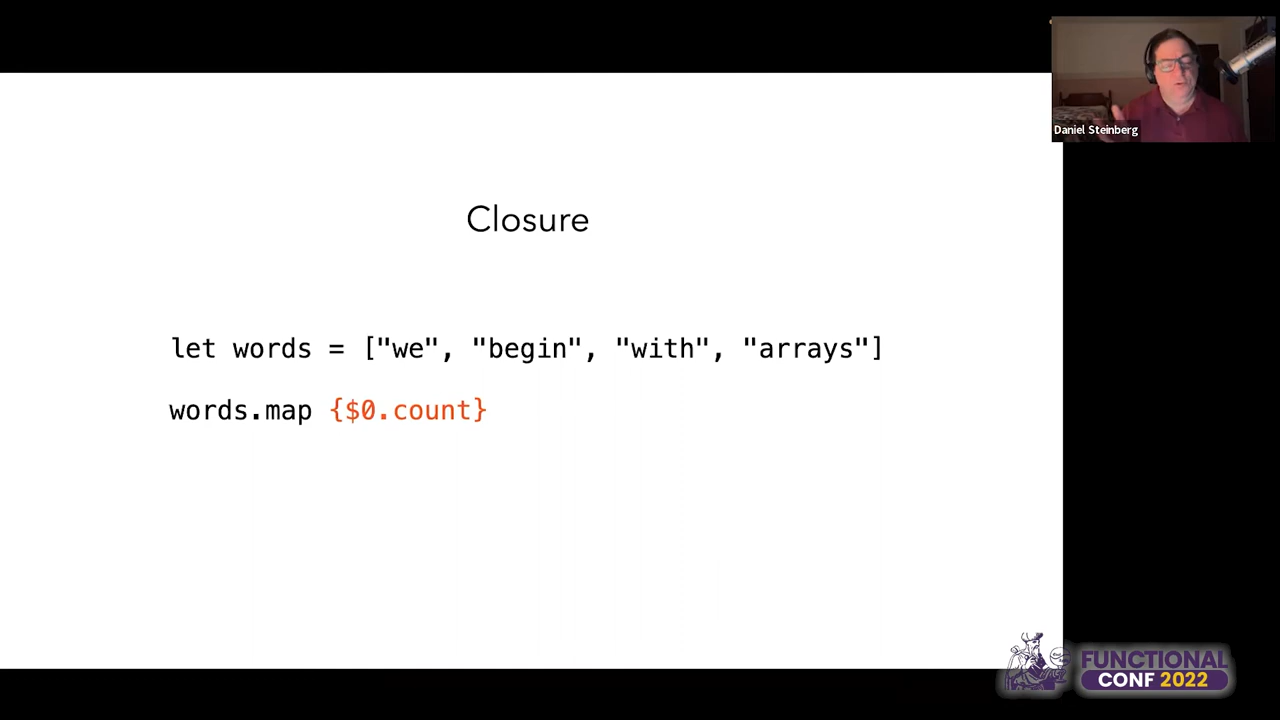 Daniel Steinberg
Closure
let words = ["we", "begin", "with", "arrays"]
words.map {$0.count}
FUNCTIONAL
CONF 2022